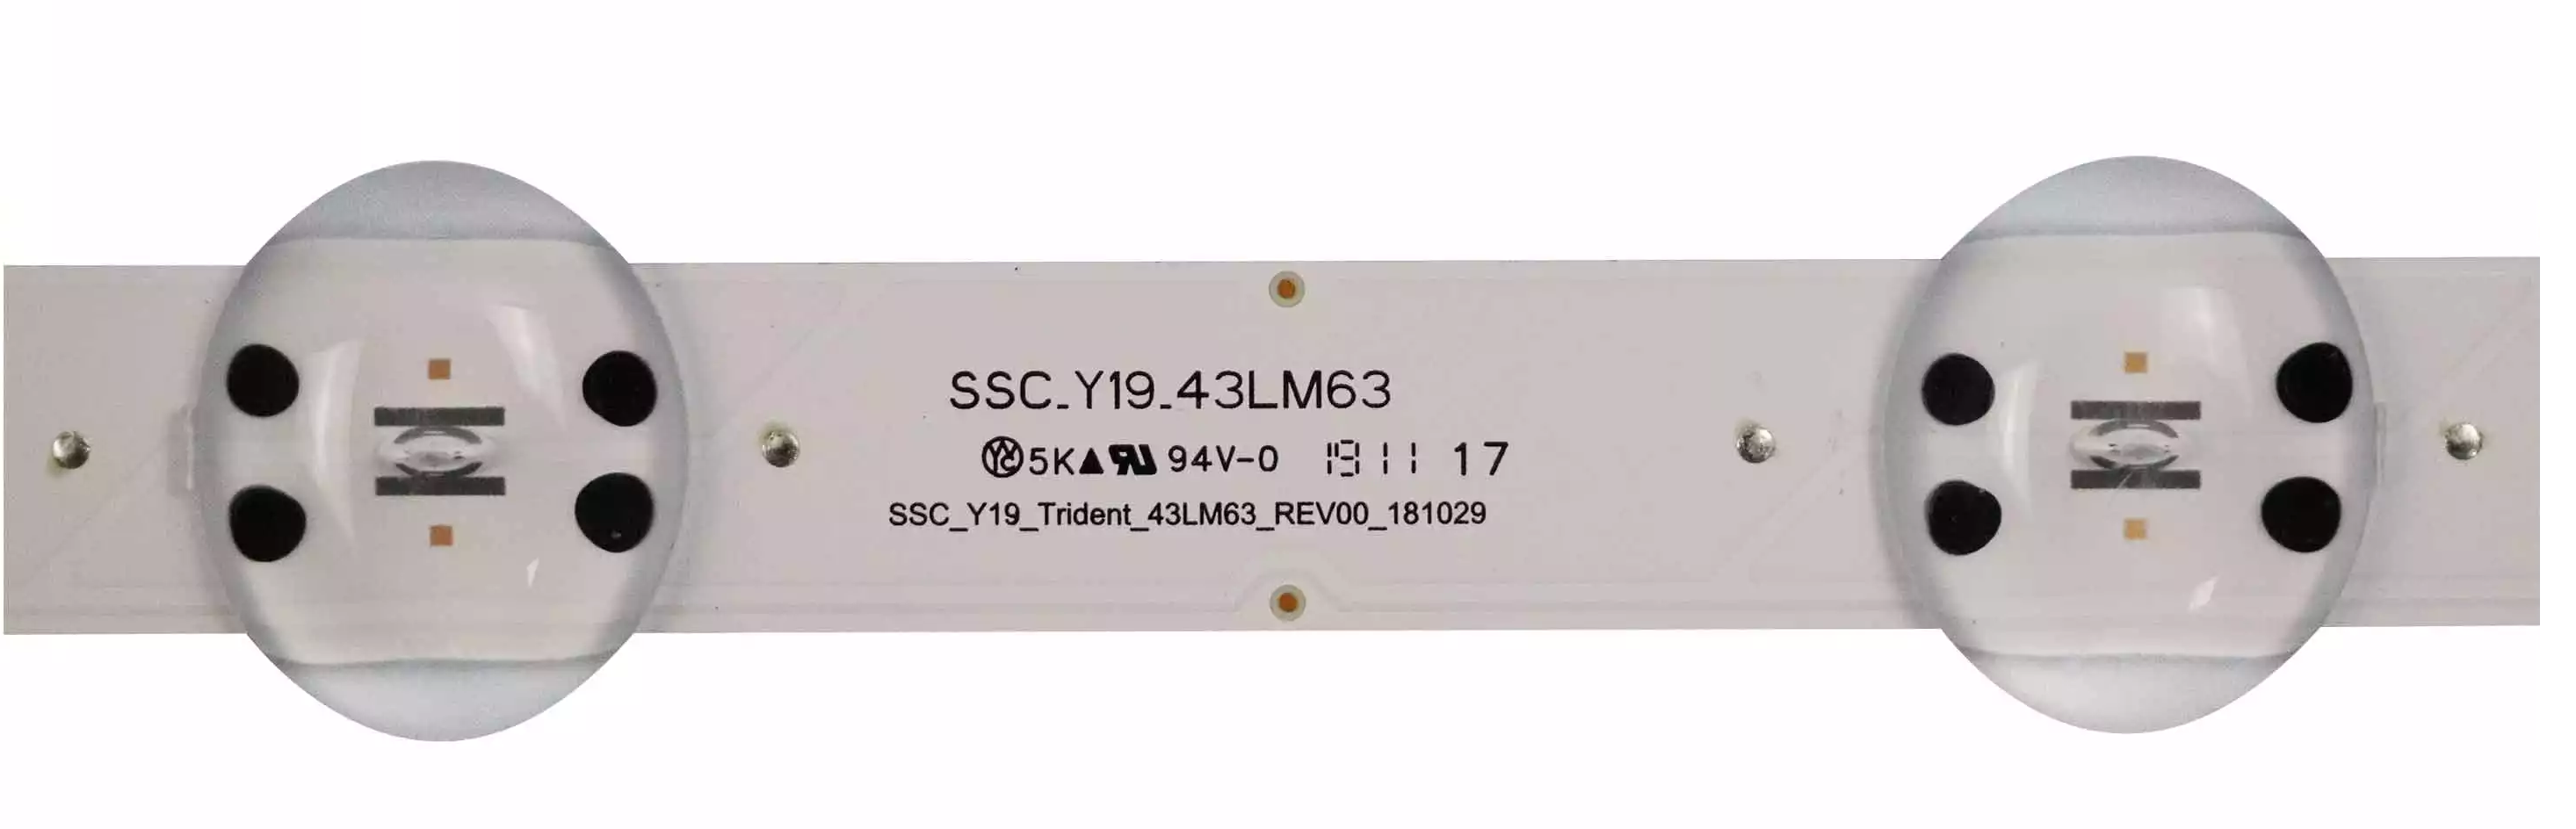 SSC_Y19_43LM63
5K 94V-0 1911 17
SSC_Y19_Trident_43LM63_REV00_181029